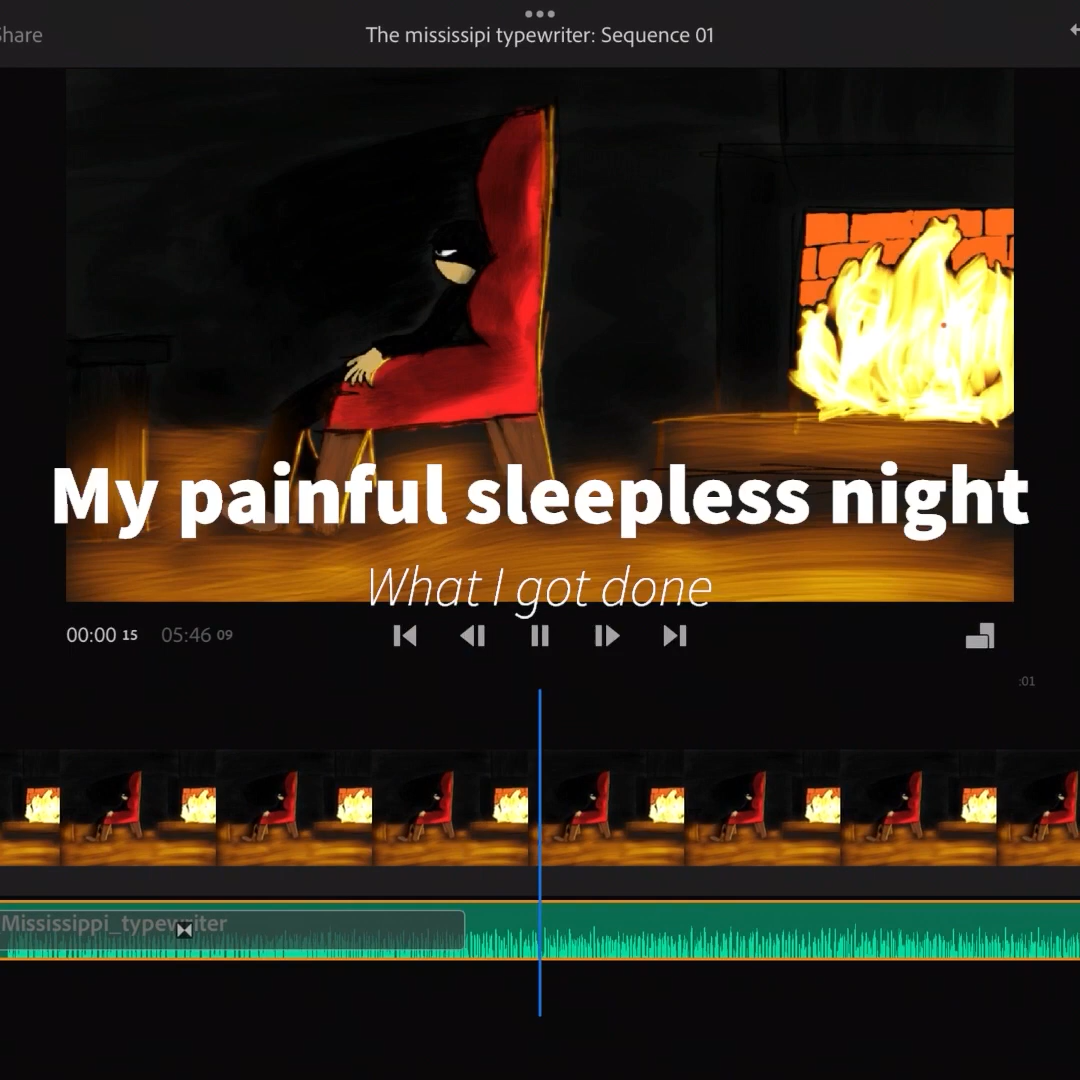 Share
The mississipi typewriter: Sequence 01
My painful sleepless night
What I got done
00:00 15 05:46 09
:01
Mississippi_typewriter